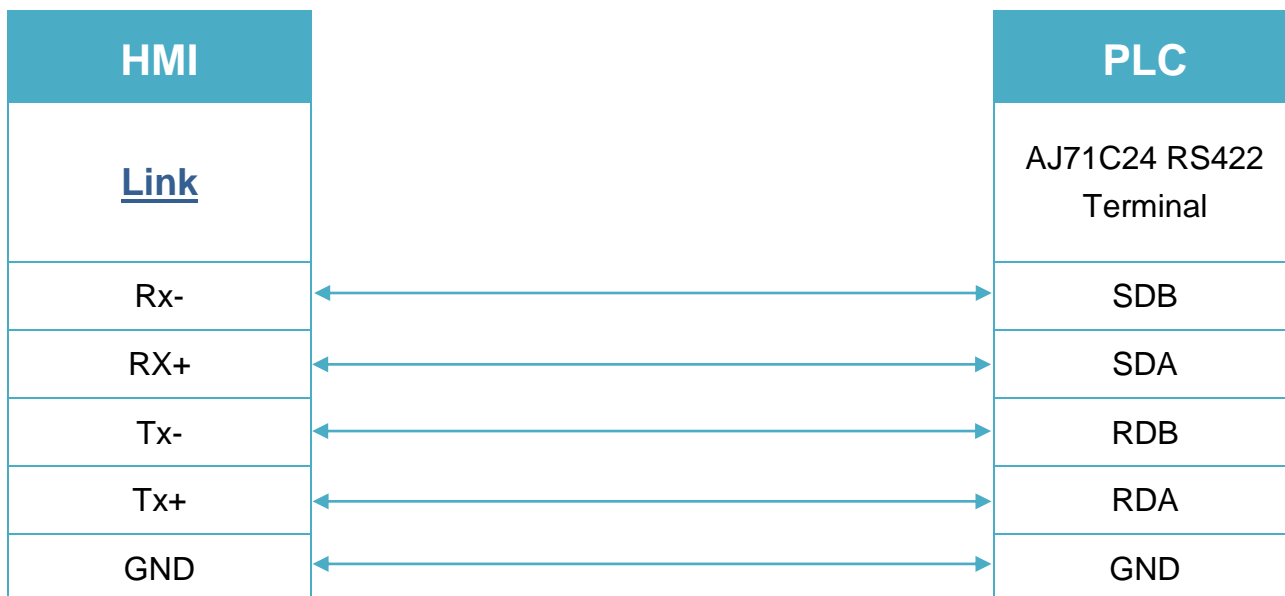 HMI PLC
Link AJ71C24 RS422
Terminal
Rx- SDB
RX+ SDA
Tx- RDB
Tx+ RDA
GND GND